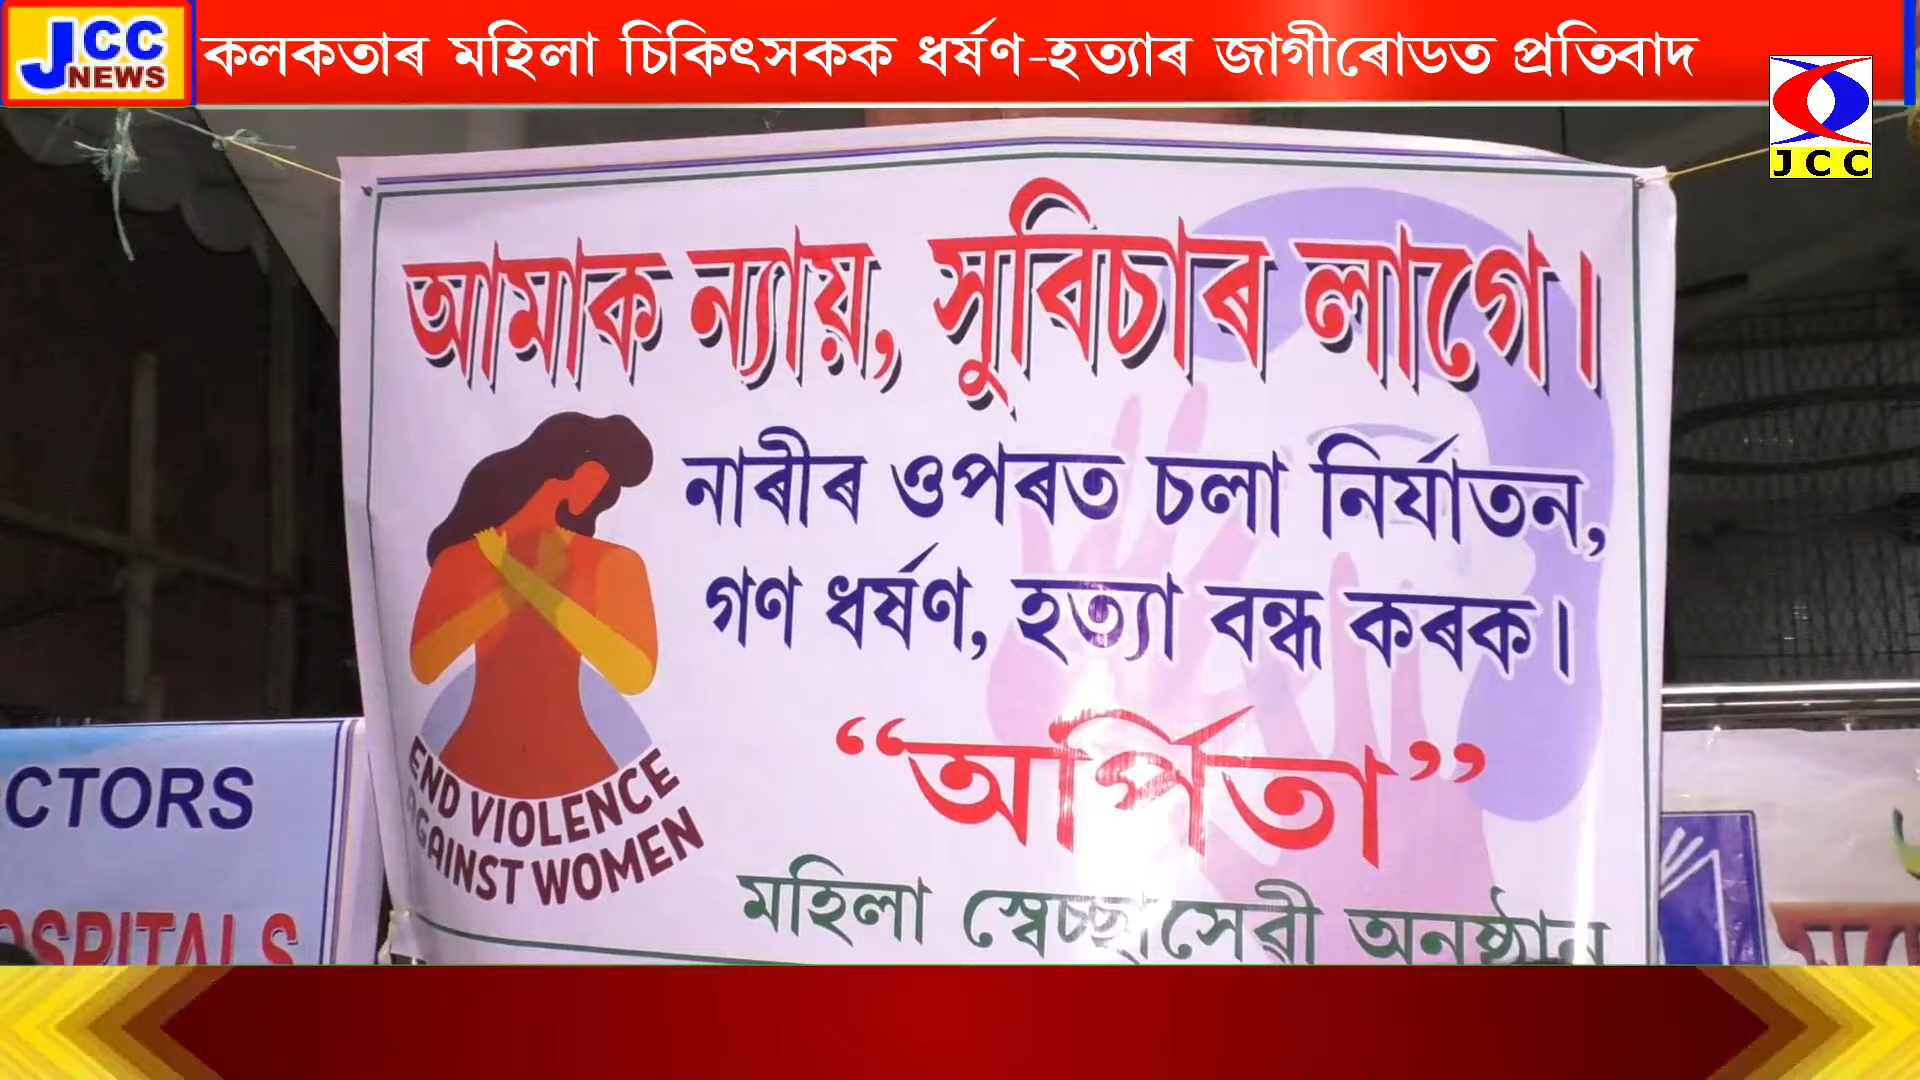 JCC NEWS
কলকতাৰ মহিলা চিকিৎসকক ধৰ্ষণ-হত্যাৰ জাগীৰোডত প্ৰতিবাদ
JCC
আমাক ন্যায়, সুবিচাৰ লাগে।
নাৰীৰ ওপৰত চলা নিৰ্যাতন,
গণ ধৰ্ষণ, হত্যা বন্ধ কৰক।
“অৰ্পিতা”
মহিলা স্বেচ্ছাসেৱী অনুষ্ঠান
END VIOLENCE
AGAINST WOMEN
CTORS
OSPITALS